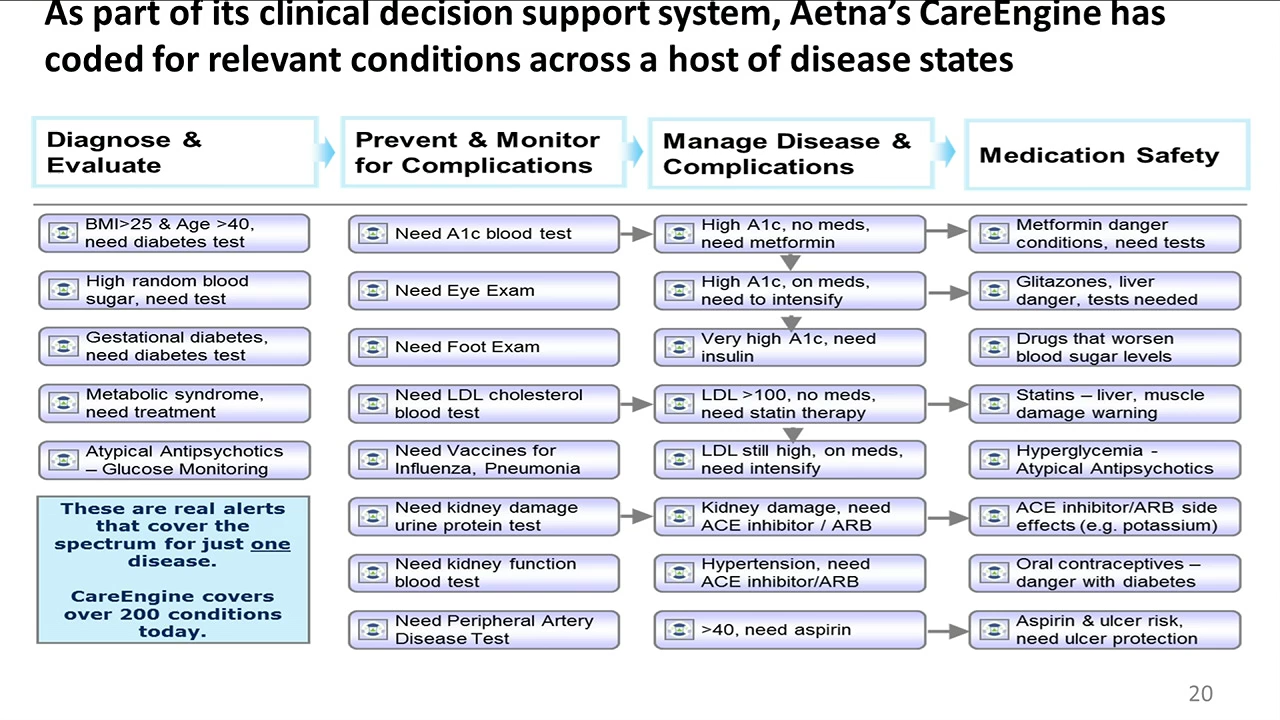 As part of its clinical decision support system, Aetna’s CareEngine has
coded for relevant conditions across a host of disease states
Diagnose &
Evaluate
Prevent & Monitor
for Complications
Manage Disease &
Complications
Medication Safety
BMI>25 & Age >40,
need diabetes test
High random blood
sugar, need test
Gestational diabetes,
need diabetes test
Metabolic syndrome,
need treatment
Atypical Antipsychotics
– Glucose Monitoring
These are real alerts
that cover the
spectrum for just one
disease.
CareEngine covers
over 200 conditions
today.
Need A1c blood test
Need Eye Exam
Need Foot Exam
Need LDL cholesterol
blood test
Need Vaccines for
Influenza, Pneumonia
Need kidney damage
urine protein test
Need kidney function
blood test
Need Peripheral Artery
Disease Test
High A1c, no meds,
need metformin
High A1c, on meds,
need to intensify
Very high A1c, need
insulin
LDL >100, no meds,
need statin therapy
LDL still high, on meds,
need intensify
Kidney damage, need
ACE inhibitor / ARB
Hypertension, need
ACE inhibitor/ARB
>40, need aspirin
Metformin danger
conditions, need tests
Glitazones, liver
danger, tests needed
Drugs that worsen
blood sugar levels
Statins – liver, muscle
damage warning
Hyperglycemia -
Atypical Antipsychotics
ACE inhibitor/ARB side
effects (e.g. potassium)
Oral contraceptives –
danger with diabetes
Aspirin & ulcer risk,
need ulcer protection
20